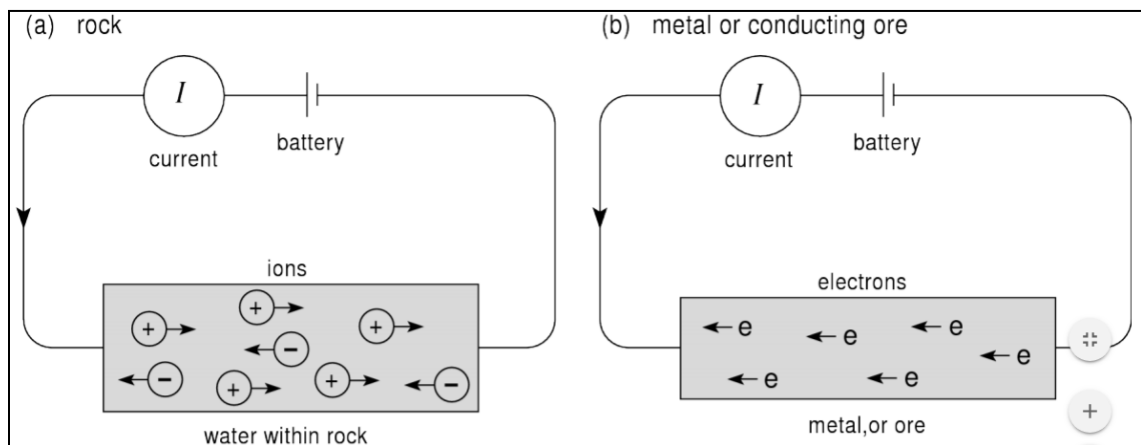 (a) rock
I
current
battery
ions
+
+
+
−
−
+
+
−
water within rock
(b) metal or conducting ore
I
current
battery
electrons
e
e
e
e
e
e
metal,or ore
+